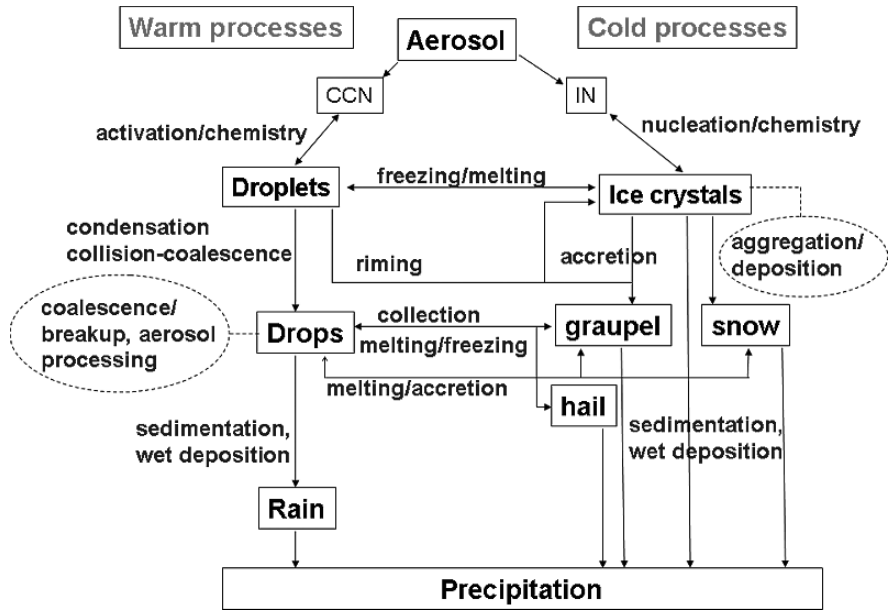 Warm processes
Cold processes
Aerosol
CCN
IN
activation/chemistry
nucleation/chemistry
Droplets
freezing/melting
Ice crystals
condensation
collision-coalescence
riming
accretion
aggregation/
deposition
coalescence/
breakup, aerosol
processing
Drops
collection
melting/freezing
graupel
snow
melting/accretion
hail
sedimentation,
wet deposition
sedimentation,
wet deposition
Rain
Precipitation